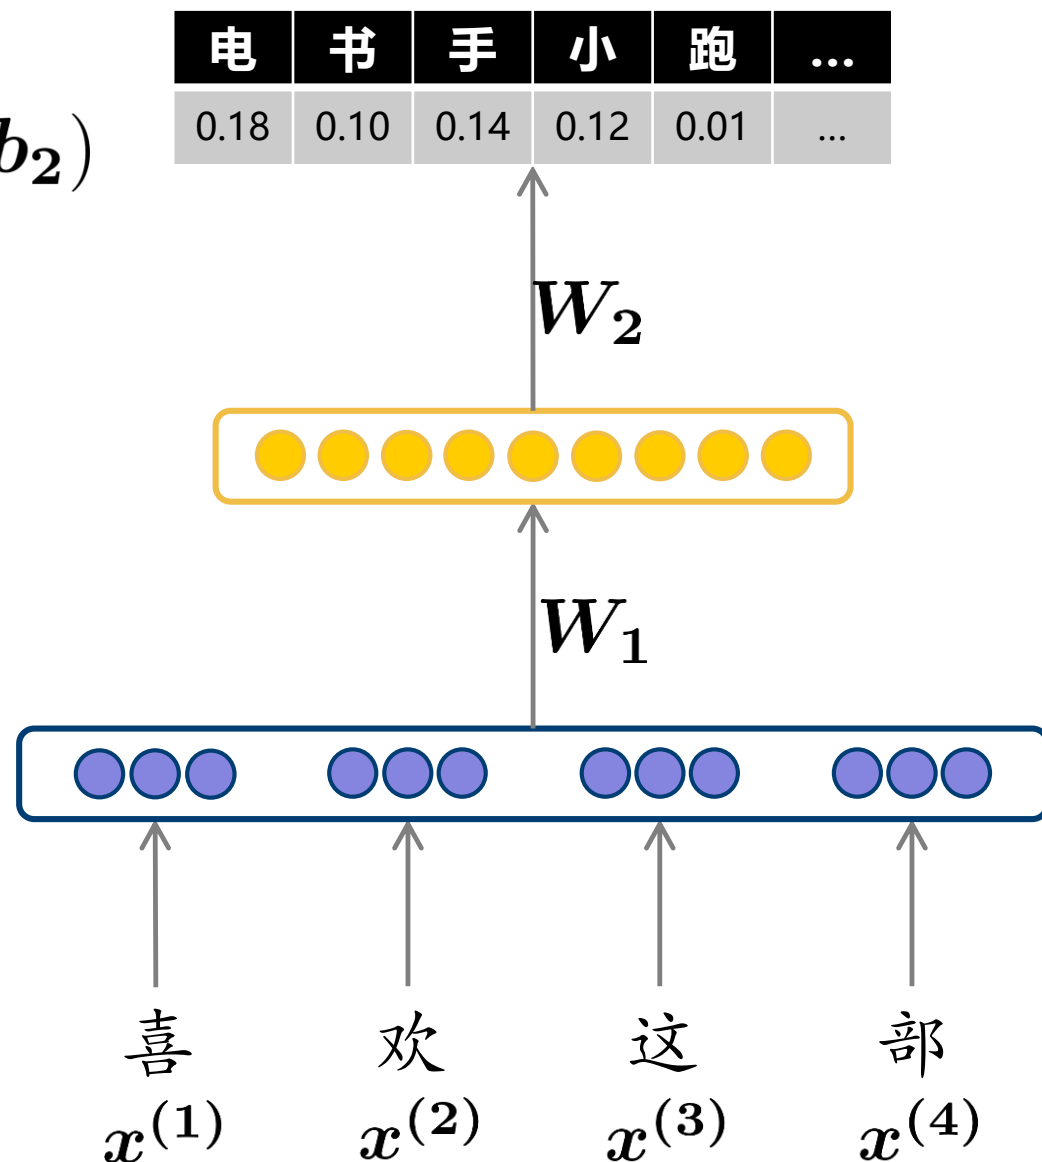 电 书 手 小 跑 ...
0.18 0.10 0.14 0.12 0.01 ...
b₂)
W₂
W₁
喜 欢 这 部
x⁽¹⁾ x⁽²⁾ x⁽³⁾ x⁽⁴⁾